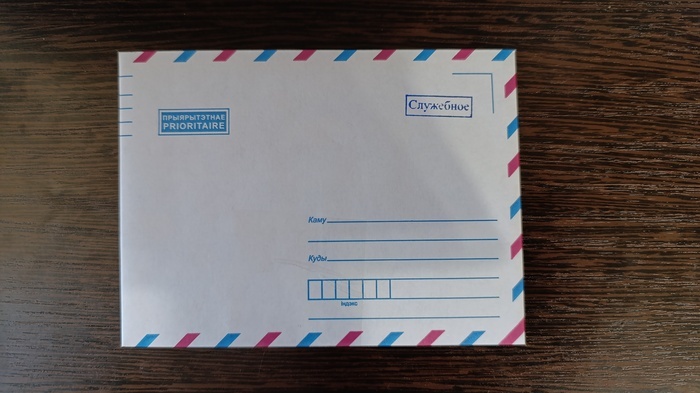 ПРЫЯРЫТЭТНАЕ
PRIORITAIRE
Служебное
Каму
Куды
Індэкс